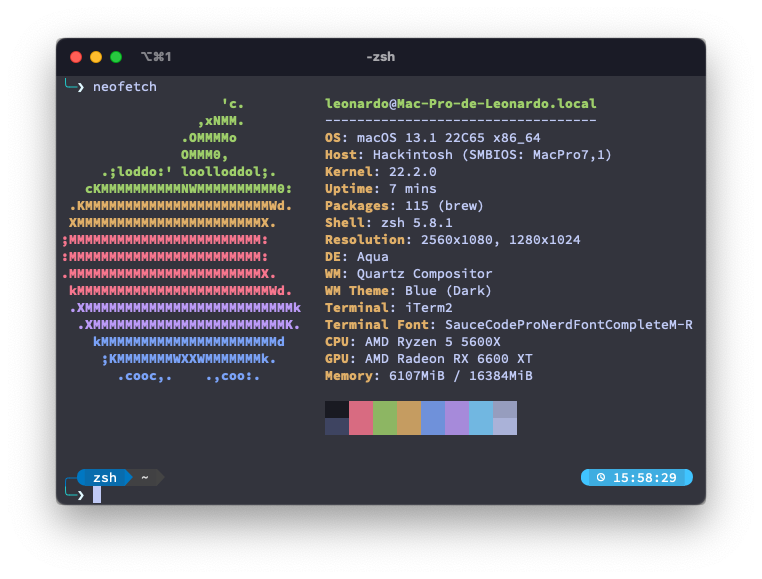 ⌥⌘1
-zsh
❯ neofetch
'c.
,xNMM.
.OMMMMo
OMMM0,
.;loddo:' loolloddol;.
cKMMMMMMMMMMNWMMMMMMMMMM0:
.KMMMMMMMMMMMMMMMMMMMMMMMWd.
XMMMMMMMMMMMMMMMMMMMMMMMX.
;MMMMMMMMMMMMMMMMMMMMMMMM:
:MMMMMMMMMMMMMMMMMMMMMMMM:
.MMMMMMMMMMMMMMMMMMMMMMMMX.
kMMMMMMMMMMMMMMMMMMMMMMMMWd.
.XMMMMMMMMMMMMMMMMMMMMMMMMMMk
.XMMMMMMMMMMMMMMMMMMMMMMMMK.
kMMMMMMMMMMMMMMMMMMMMMMd
;KMMMMMMMWXXWMMMMMMMk.
.cooc,. .,coo:.
leonardo@Mac-Pro-de-Leonardo.local
----------------------------------
OS: macOS 13.1 22C65 x86_64
Host: Hackintosh (SMBIOS: MacPro7,1)
Kernel: 22.2.0
Uptime: 7 mins
Packages: 115 (brew)
Shell: zsh 5.8.1
Resolution: 2560x1080, 1280x1024
DE: Aqua
WM: Quartz Compositor
WM Theme: Blue (Dark)
Terminal: iTerm2
Terminal Font: SauceCodeProNerdFontCompleteM-R
CPU: AMD Ryzen 5 5600X
GPU: AMD Radeon RX 6600 XT
Memory: 6107MiB / 16384MiB
zsh ~
15:58:29
❯